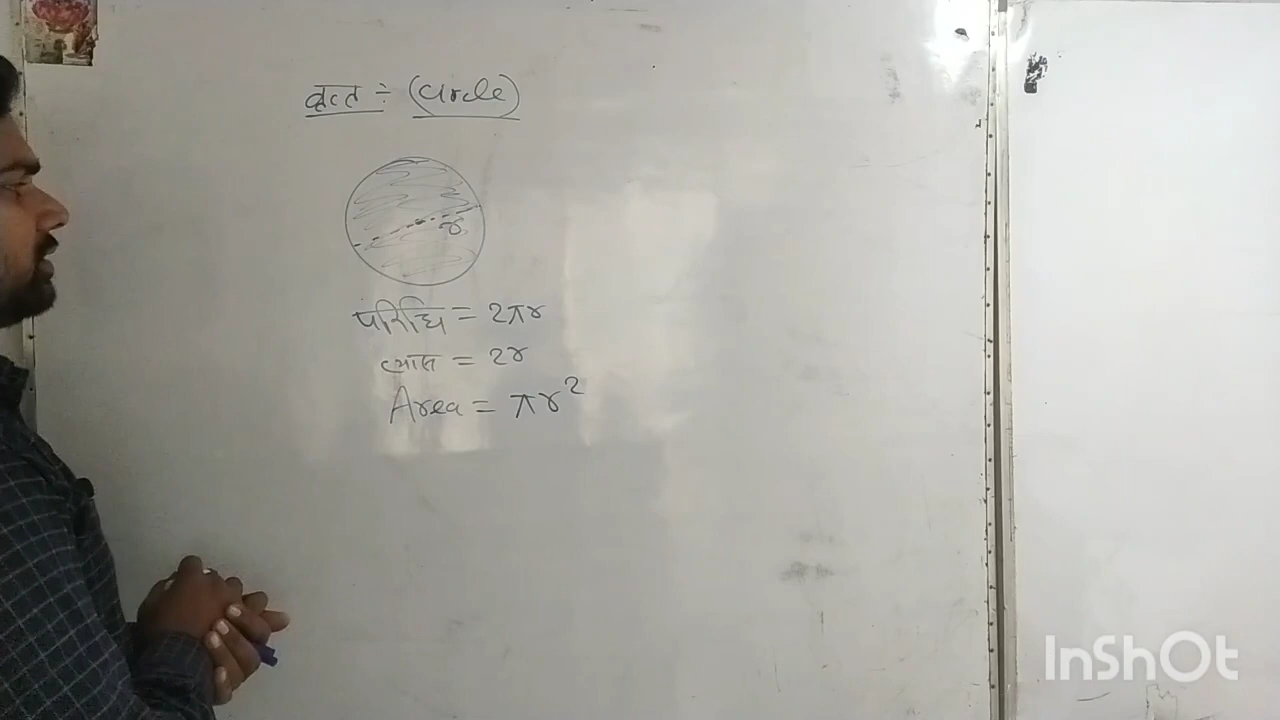 वृत्त ÷ (Circle)
r
परिधि = 2πr
व्यास = 2r
Area = πr²
InShOt